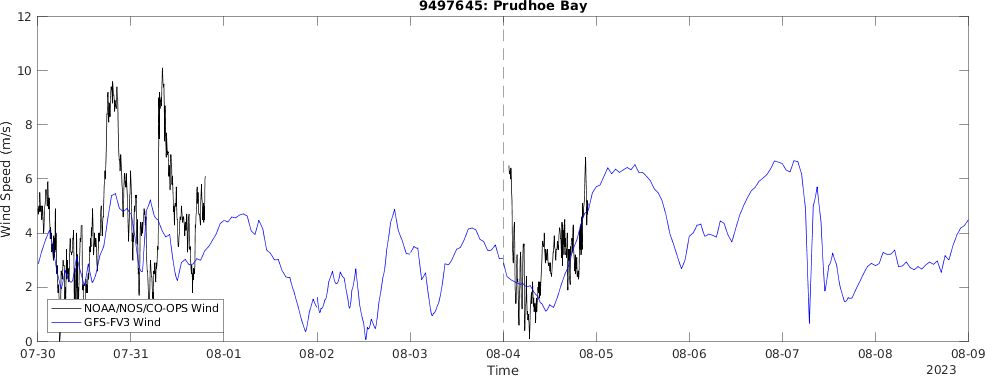 9497645: Prudhoe Bay
12
10
8
6
4
2
0
Wind Speed (m/s)
NOAA/NOS/CO-OPS Wind
GFS-FV3 Wind
07-30 07-31 08-01 08-02 08-03 08-04 08-05 08-06 08-07 08-08 08-09
Time
2023